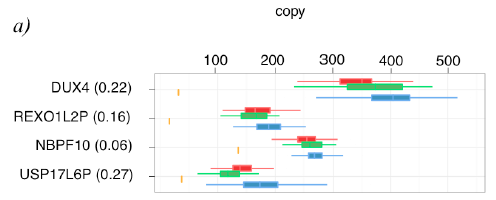 copy
a)
100 200 300 400 500
DUX4 (0.22)
REXO1L2P (0.16)
NBPF10 (0.06)
USP17L6P (0.27)